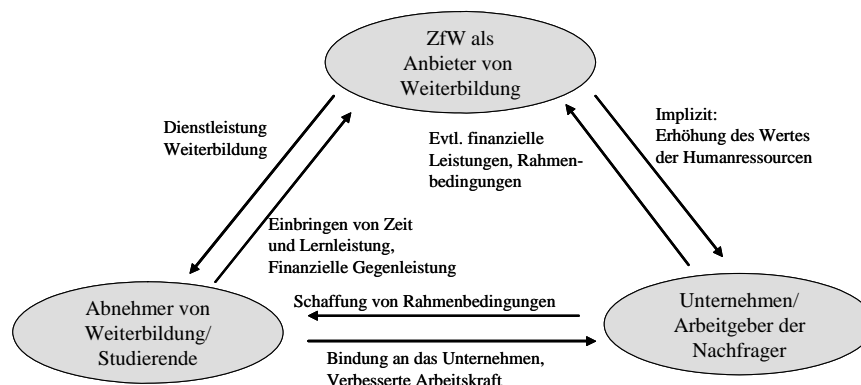 ZfW als
Anbieter von
Weiterbildung
Dienstleistung
Weiterbildung
Evtl. finanzielle
Leistungen, Rahmen-
bedingungen
Implizit:
Erhöhung des Wertes
der Humanressourcen
Einbringen von Zeit
und Lernleistung,
Finanzielle Gegenleistung
Abnehmer von
Weiterbildung/
Studierende
Schaffung von Rahmenbedingungen
Unternehmen/
Arbeitgeber der
Nachfrager
Bindung an das Unternehmen,
Verbesserte Arbeitskraft